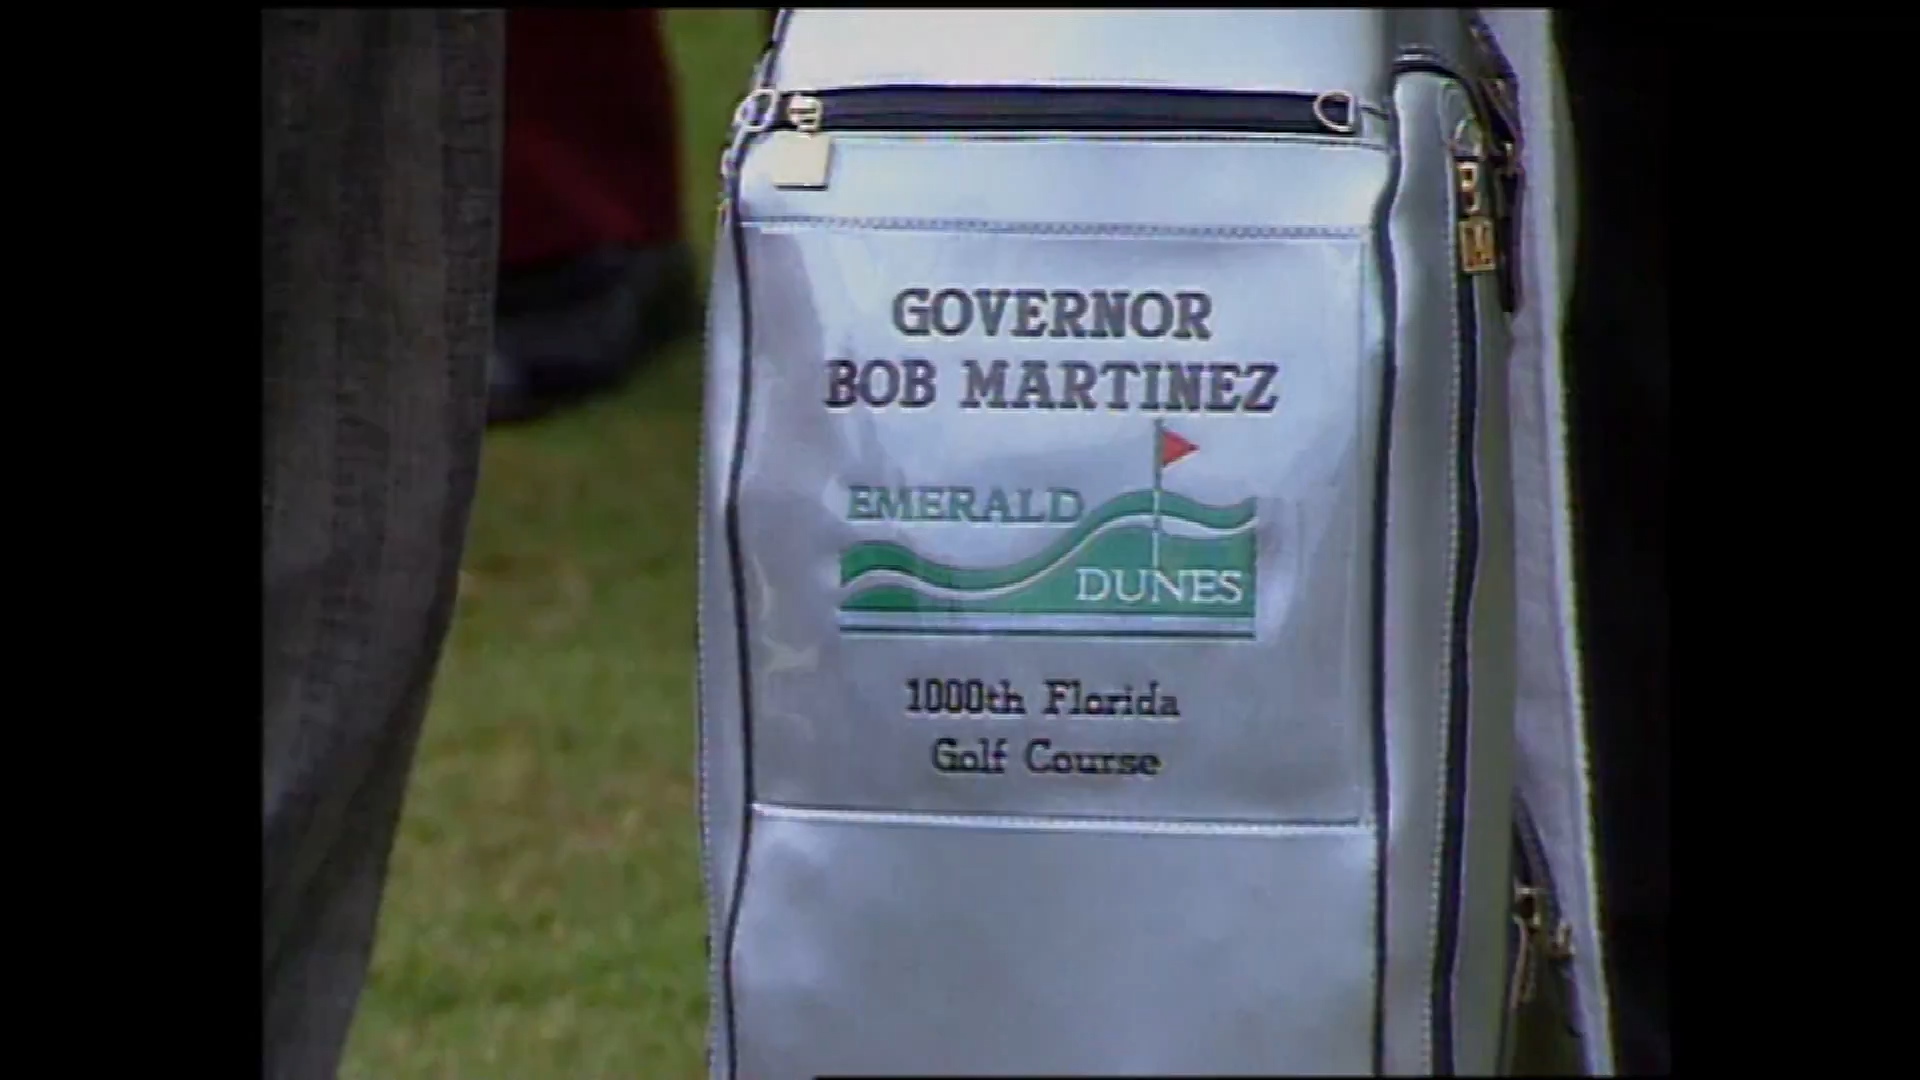 GOVERNOR
BOB MARTINEZ
EMERALD
DUNES
1000th Florida
Golf Course